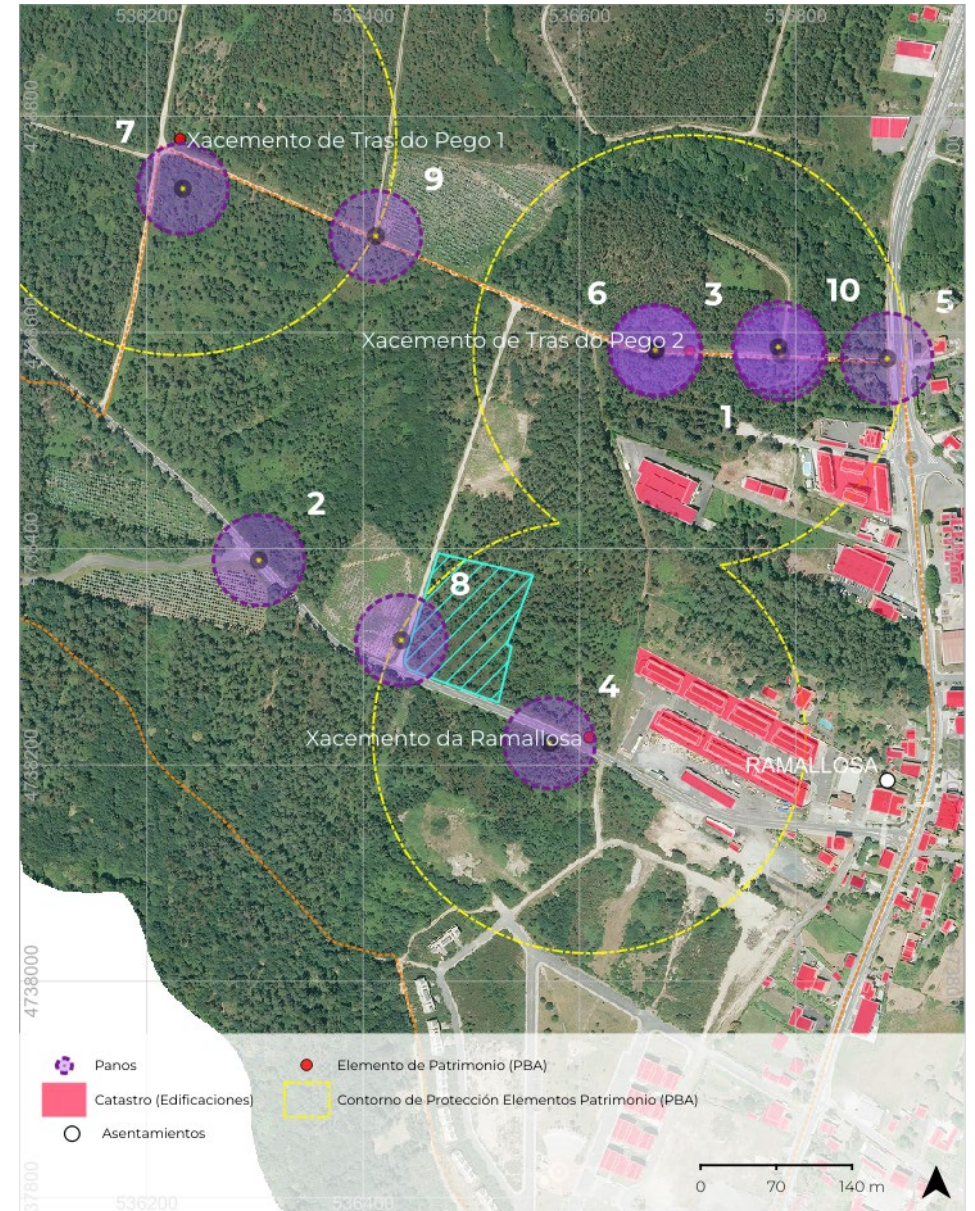 536200
536400
536600
536800
4738800
7
Xacemento de Tras do Pego 1
9
6
3
10
5
Xacemento de Tras do Pego 2
1
2
4738400
8
4
Xacemento da Ramallosa
4738200
RAMALLOSA
4738000
Panos
Elemento de Patrimonio (PBA)
Catastro (Edificaciones)
Contorno de Protección Elementos Patrimonio (PBA)
Asentamientos
0 70 140 m
536200
536400